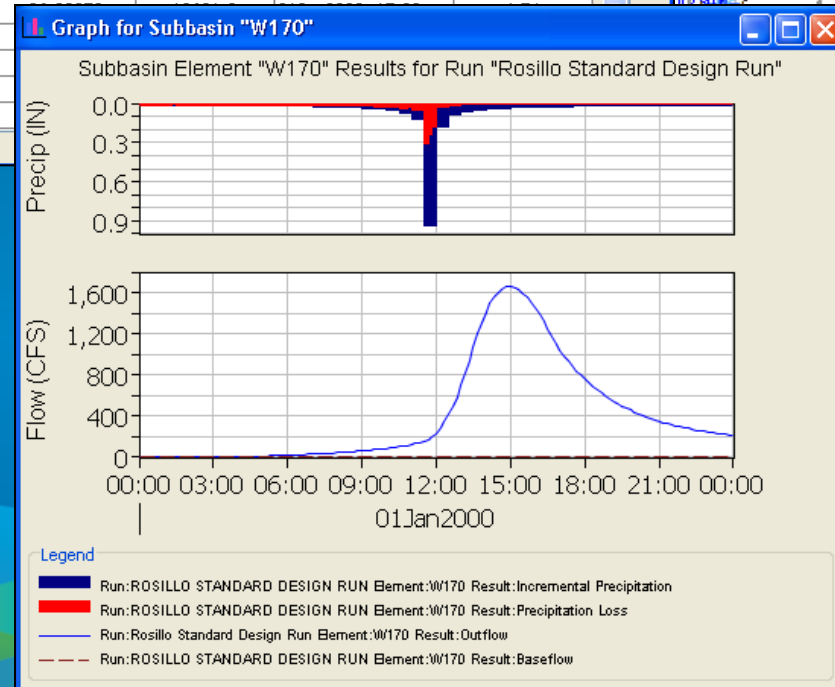 Graph for Subbasin "W170"
Subbasin Element "W170" Results for Run "Rosillo Standard Design Run"
Precip (IN)
0.0
0.3
0.6
0.9
Flow (CFS)
1,600
1,200
800
400
0
00:00 03:00 06:00 09:00 12:00 15:00 18:00 21:00 00:00
01Jan2000
Legend
Run:ROSILLO STANDARD DESIGN RUN Element:W170 Result:Incremental Precipitation
Run:ROSILLO STANDARD DESIGN RUN Element:W170 Result:Precipitation Loss
Run:Rosillo Standard Design Run Element:W170 Result:Outflow
Run:ROSILLO STANDARD DESIGN RUN Element:W170 Result:Baseflow